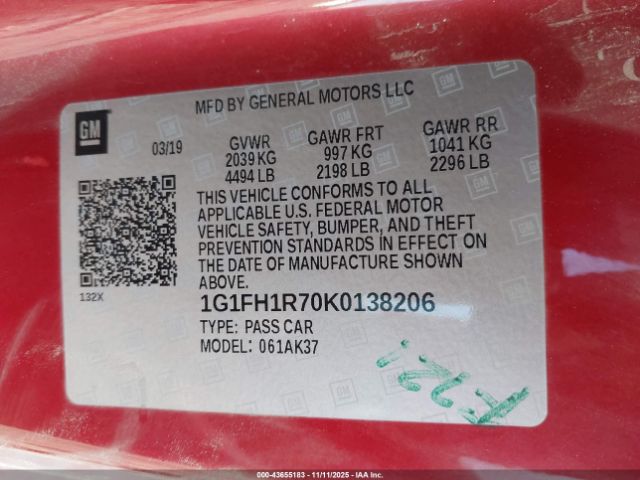 MFD BY GENERAL MOTORS LLC
GM
03/19 GVWR GAWR FRT GAWR RR
2039 KG 997 KG 1041 KG
4494 LB 2198 LB 2296 LB
THIS VEHICLE CONFORMS TO ALL
APPLICABLE U.S. FEDERAL MOTOR
VEHICLE SAFETY, BUMPER, AND THEFT
PREVENTION STANDARDS IN EFFECT ON
THE DATE OF MANUFACTURE SHOWN
ABOVE.
132X
1G1FH1R70K0138206
TYPE: PASS CAR
MODEL: 061AK37
000-43655183 - 11/11/2025 - IAA Inc.